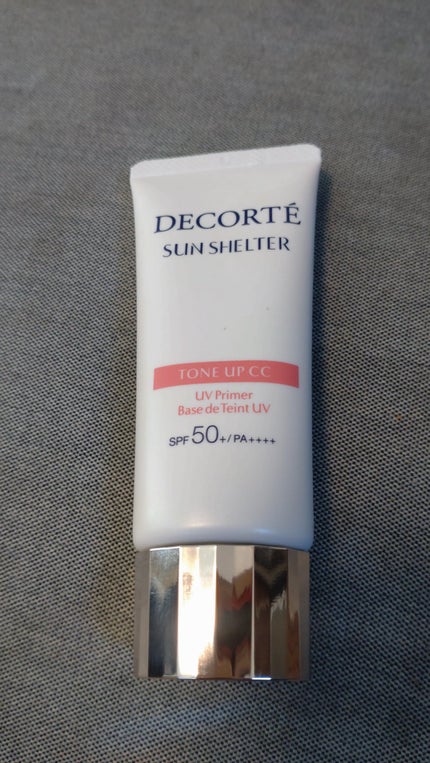 DECORTÉ
SUN SHELTER
TONE UP CC
UV Primer
Base de Teint UV
SPF 50+/PA++++